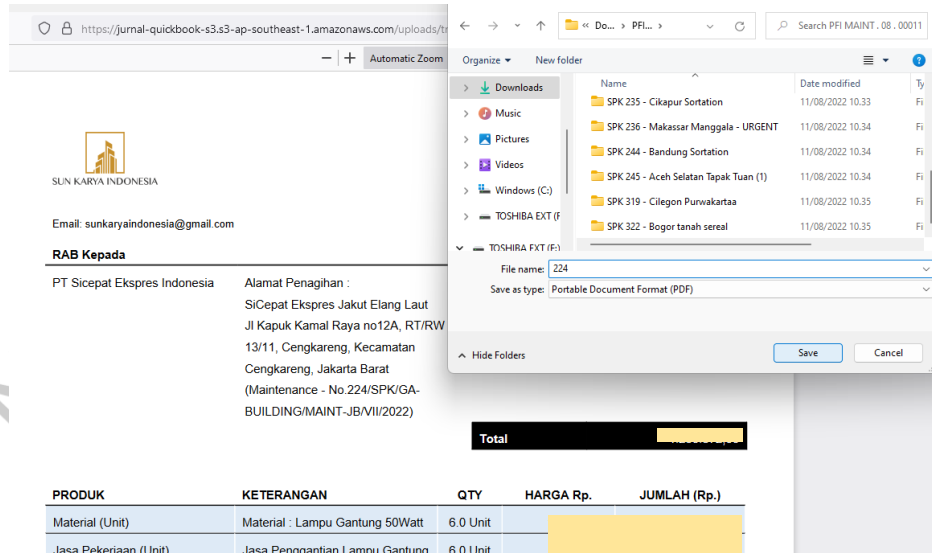 https://jurnal-quickbook-s3.s3-ap-southeast-1.amazonaws.com/uploads/
Automatic Zoom
SUN KARYA INDONESIA
Email: sunkaryaindonesia@gmail.com
RAB Kepada
PT Sicepat Ekspres Indonesia
Alamat Penagihan :
SiCepat Ekspres Jakut Elang Laut
Jl Kapuk Kamal Raya no12A, RT/RW
13/11, Cengkareng, Kecamatan
Cengkareng, Jakarta Barat
(Maintenance - No.224/SPK/GA-
BUILDING/MAINT-JB/VII/2022)
Total
PRODUK KETERANGAN QTY HARGA Rp. JUMLAH (Rp.)
Material (Unit) Material : Lampu Gantung 50Watt 6.0 Unit
Jasa Pekerjaan (Unit) Jasa Penggantian Lampu Gantung 6.0 Unit
« Do... › PFI... ›
Search PFI MAINT . 08 . 00011
Organize New folder
Name Date modified Ty
Downloads
Music
Pictures
Videos
Windows (C:)
TOSHIBA EXT (F
TOSHIBA EXT (F:)
SPK 235 - Cikapur Sortation 11/08/2022 10.33 Fi
SPK 236 - Makassar Manggala - URGENT 11/08/2022 10.34 Fi
SPK 244 - Bandung Sortation 11/08/2022 10.34 Fi
SPK 245 - Aceh Selatan Tapak Tuan (1) 11/08/2022 10.34 Fi
SPK 319 - Cilegon Purwakartaa 11/08/2022 10.35 Fi
SPK 322 - Bogor tanah sereal 11/08/2022 10.35 Fi
File name: 224
Save as type: Portable Document Format (PDF)
Hide Folders
Save
Cancel